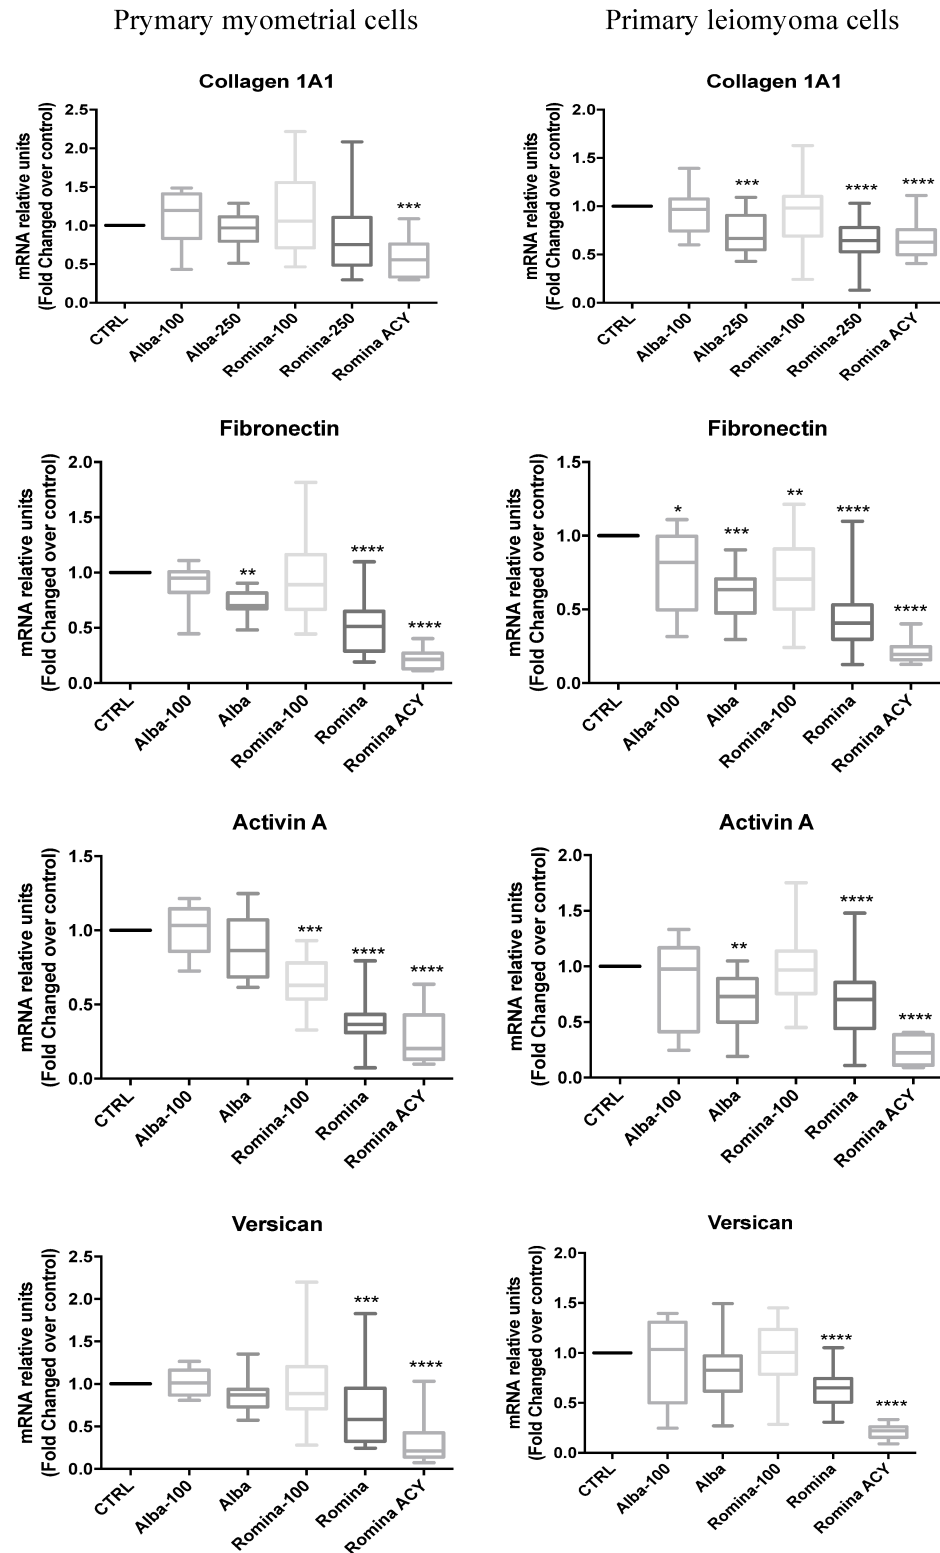 Prymary myometrial cells
Primary leiomyoma cells
Collagen 1A1
mRNA relative units
(Fold Changed over control)
2.5
2.0
1.5
1.0
0.5
0.0
***
CTRL
Alba-100
Alba-250
Romina-100
Romina-250
Romina ACY
Collagen 1A1
mRNA relative units
(Fold Changed over control)
2.0
1.5
1.0
0.5
0.0
***
****
****
CTRL
Alba-100
Alba-250
Romina-100
Romina-250
Romina ACY
Fibronectin
mRNA relative units
(Fold Changed over control)
2.0
1.5
1.0
0.5
0.0
**
****
****
CTRL
Alba-100
Alba
Romina-100
Romina
Romina ACY
Fibronectin
mRNA relative units
(Fold Changed over control)
1.5
1.0
0.5
0.0
*
***
**
****
****
CTRL
Alba-100
Alba
Romina-100
Romina
Romina ACY
Activin A
mRNA relative units
(Fold Changed over control)
1.5
1.0
0.5
0.0
***
****
****
CTRL
Alba-100
Alba
Romina-100
Romina
Romina ACY
Activin A
mRNA relative units
(Fold Changed over control)
2.0
1.5
1.0
0.5
0.0
**
****
****
CTRL
Alba-100
Alba
Romina-100
Romina
Romina ACY
Versican
mRNA relative units
(Fold Changed over control)
2.5
2.0
1.5
1.0
0.5
0.0
***
****
CTRL
Alba-100
Alba
Romina-100
Romina
Romina ACY
Versican
mRNA relative units
(Fold Changed over control)
2.0
1.5
1.0
0.5
0.0
****
****
CTRL
Alba-100
Alba
Romina-100
Romina
Romina ACY